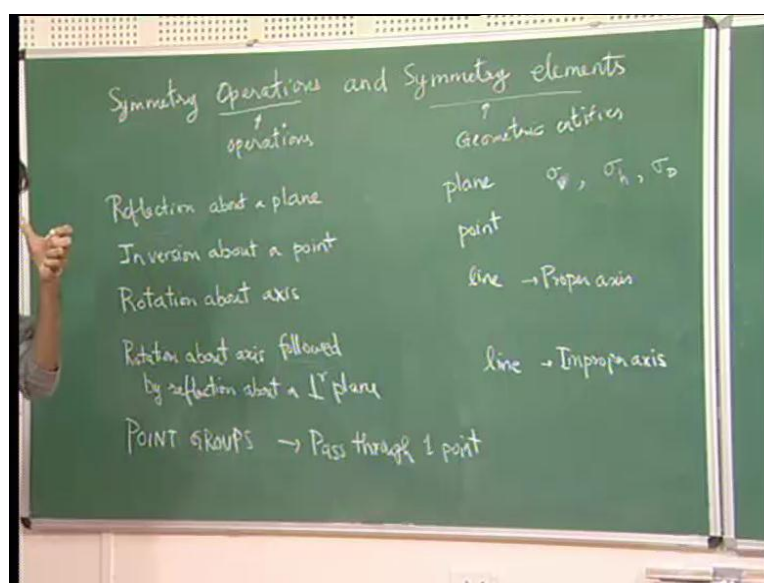 Symmetry Operations and Symmetry elements
↑ operations
↑ Geometric entities
Reflection about a plane
plane σv, σh, σD
Inversion about a point
point
Rotation about axis
line → Proper axis
Rotation about axis followed
by reflection about a ⊥r plane
line → Improper axis
POINT GROUPS → Pass through 1 point